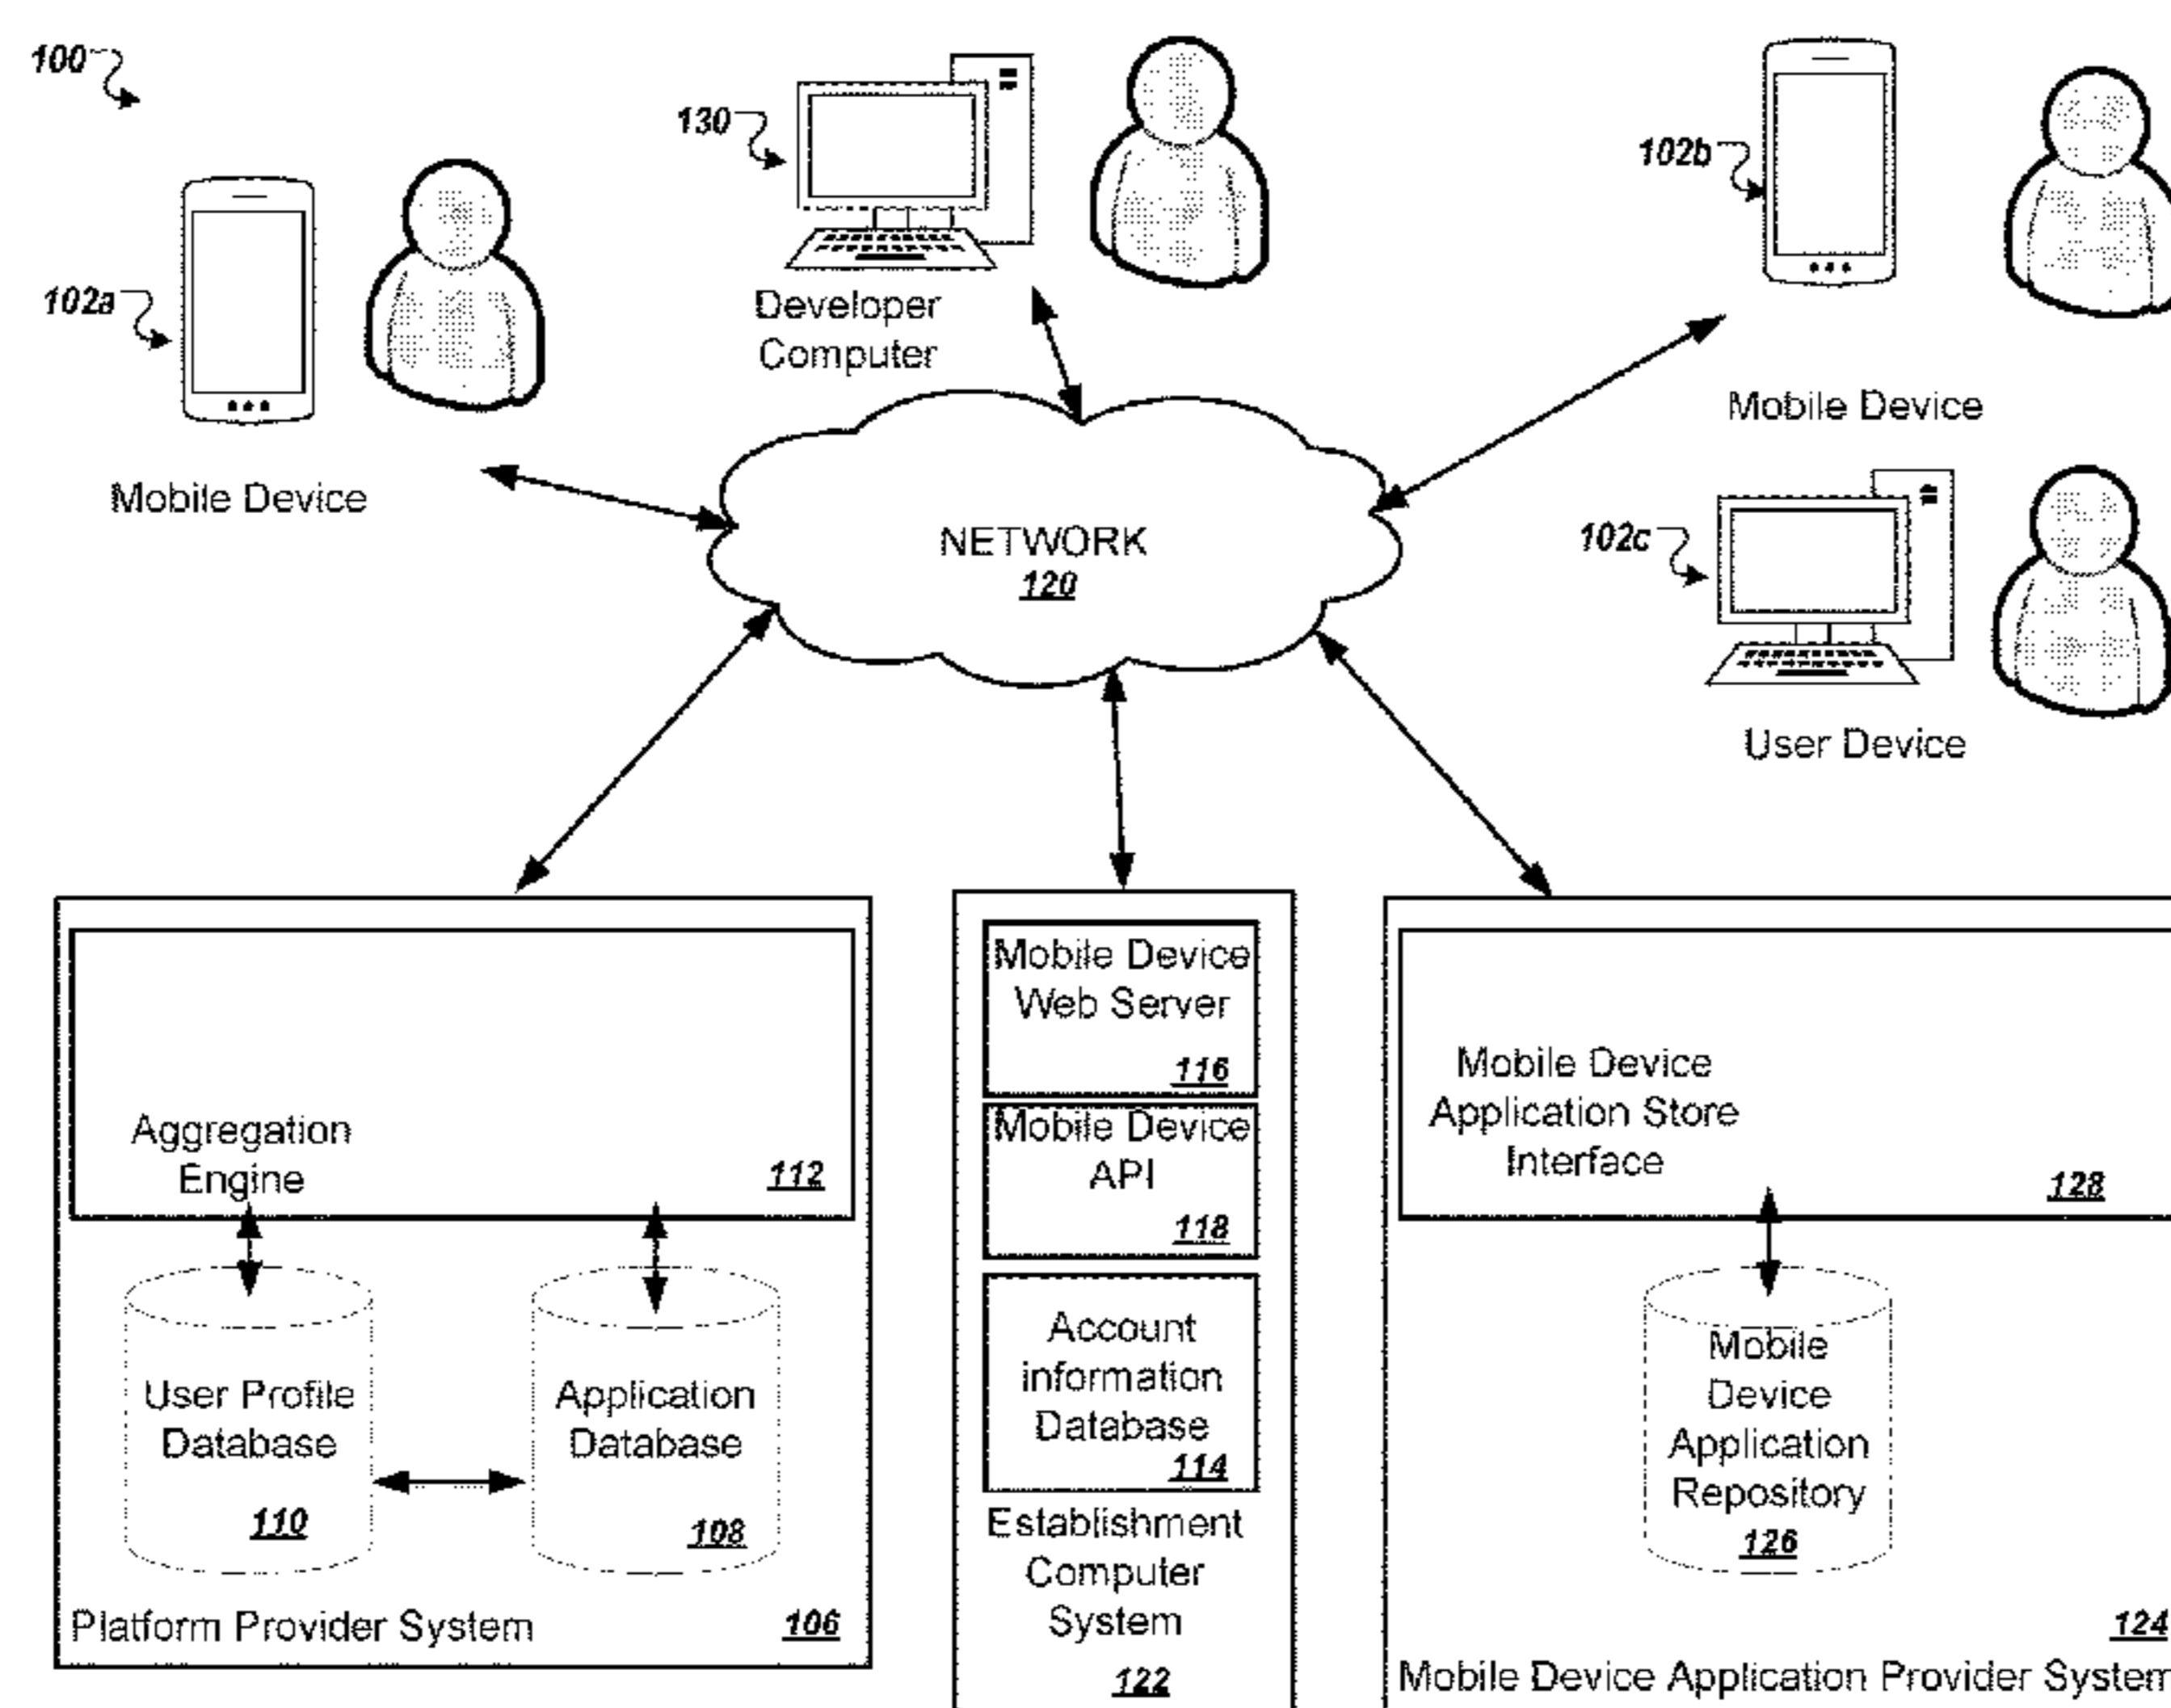 100
130
102b
102a
Developer
Computer
Mobile Device
Mobile Device
NETWORK
120
102c
User Device
Mobile Device
Web Server
116
Mobile Device
API
118
Account
information
Database
114
Establishment
Computer
System
122
Aggregation
Engine
112
User Profile
Database
110
Application
Database
108
Platform Provider System
106
Mobile Device
Application Store
Interface
128
Mobile
Device
Application
Repository
126
124
Mobile Device Application Provider System